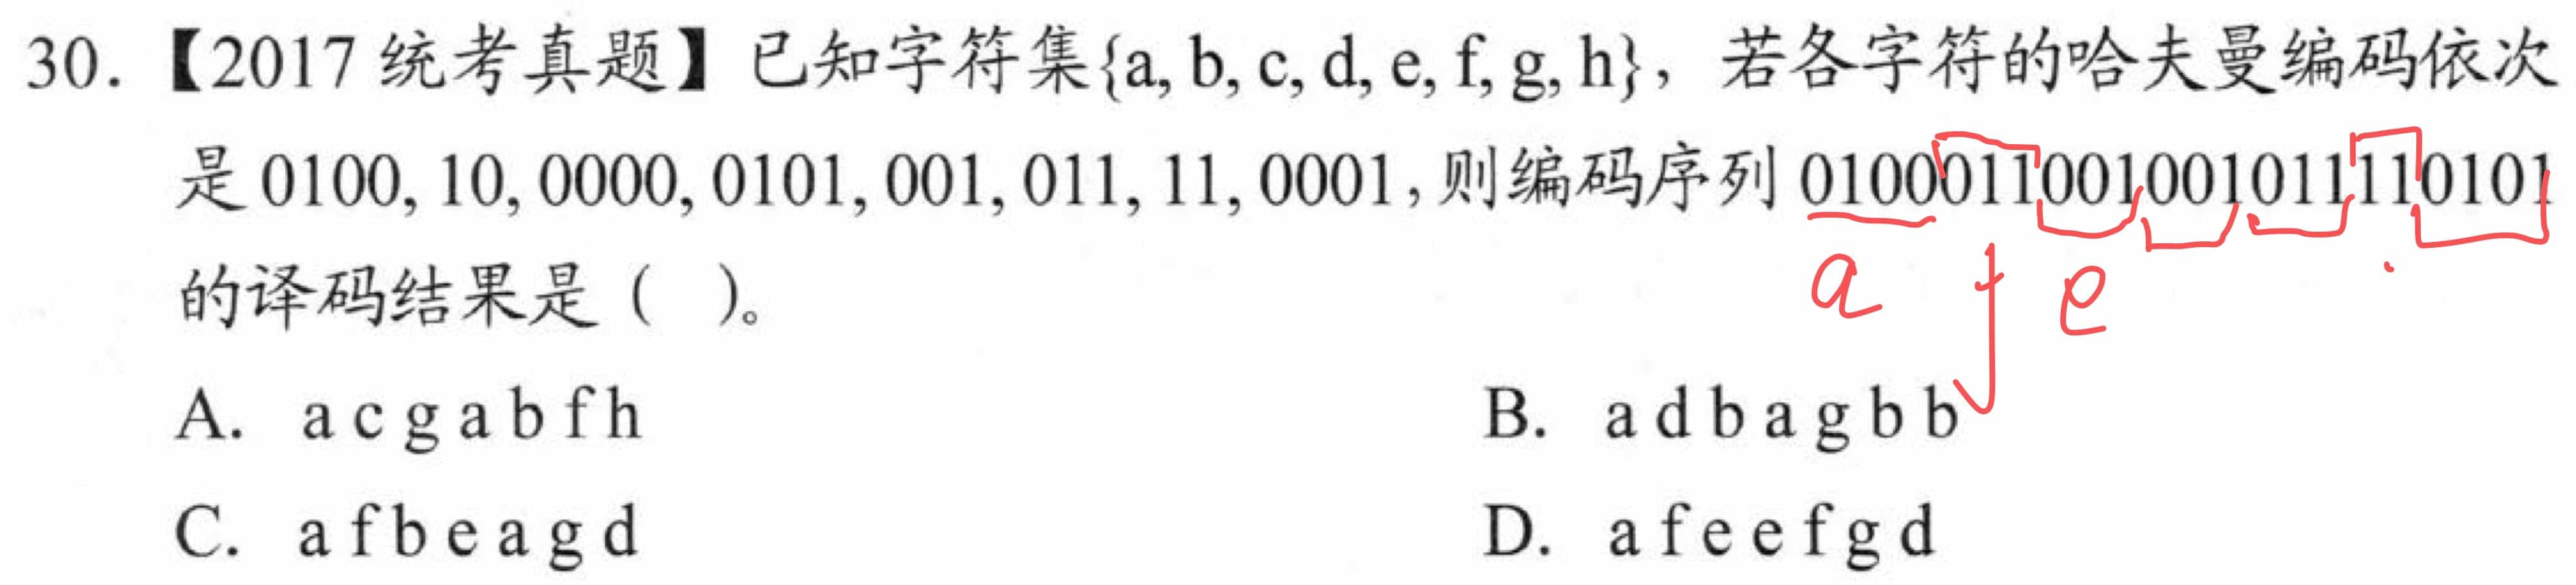 30. 【2017 统考真题】已知字符集{a, b, c, d, e, f, g, h}，若各字符的哈夫曼编码依次
是 0100, 10, 0000, 0101, 001, 011, 11, 0001，则编码序列 0100011001001011110101
的译码结果是（ ）。
a f e
A. a c g a b f h B. a d b a g b b
C. a f b e a g d D. a f e e f g d